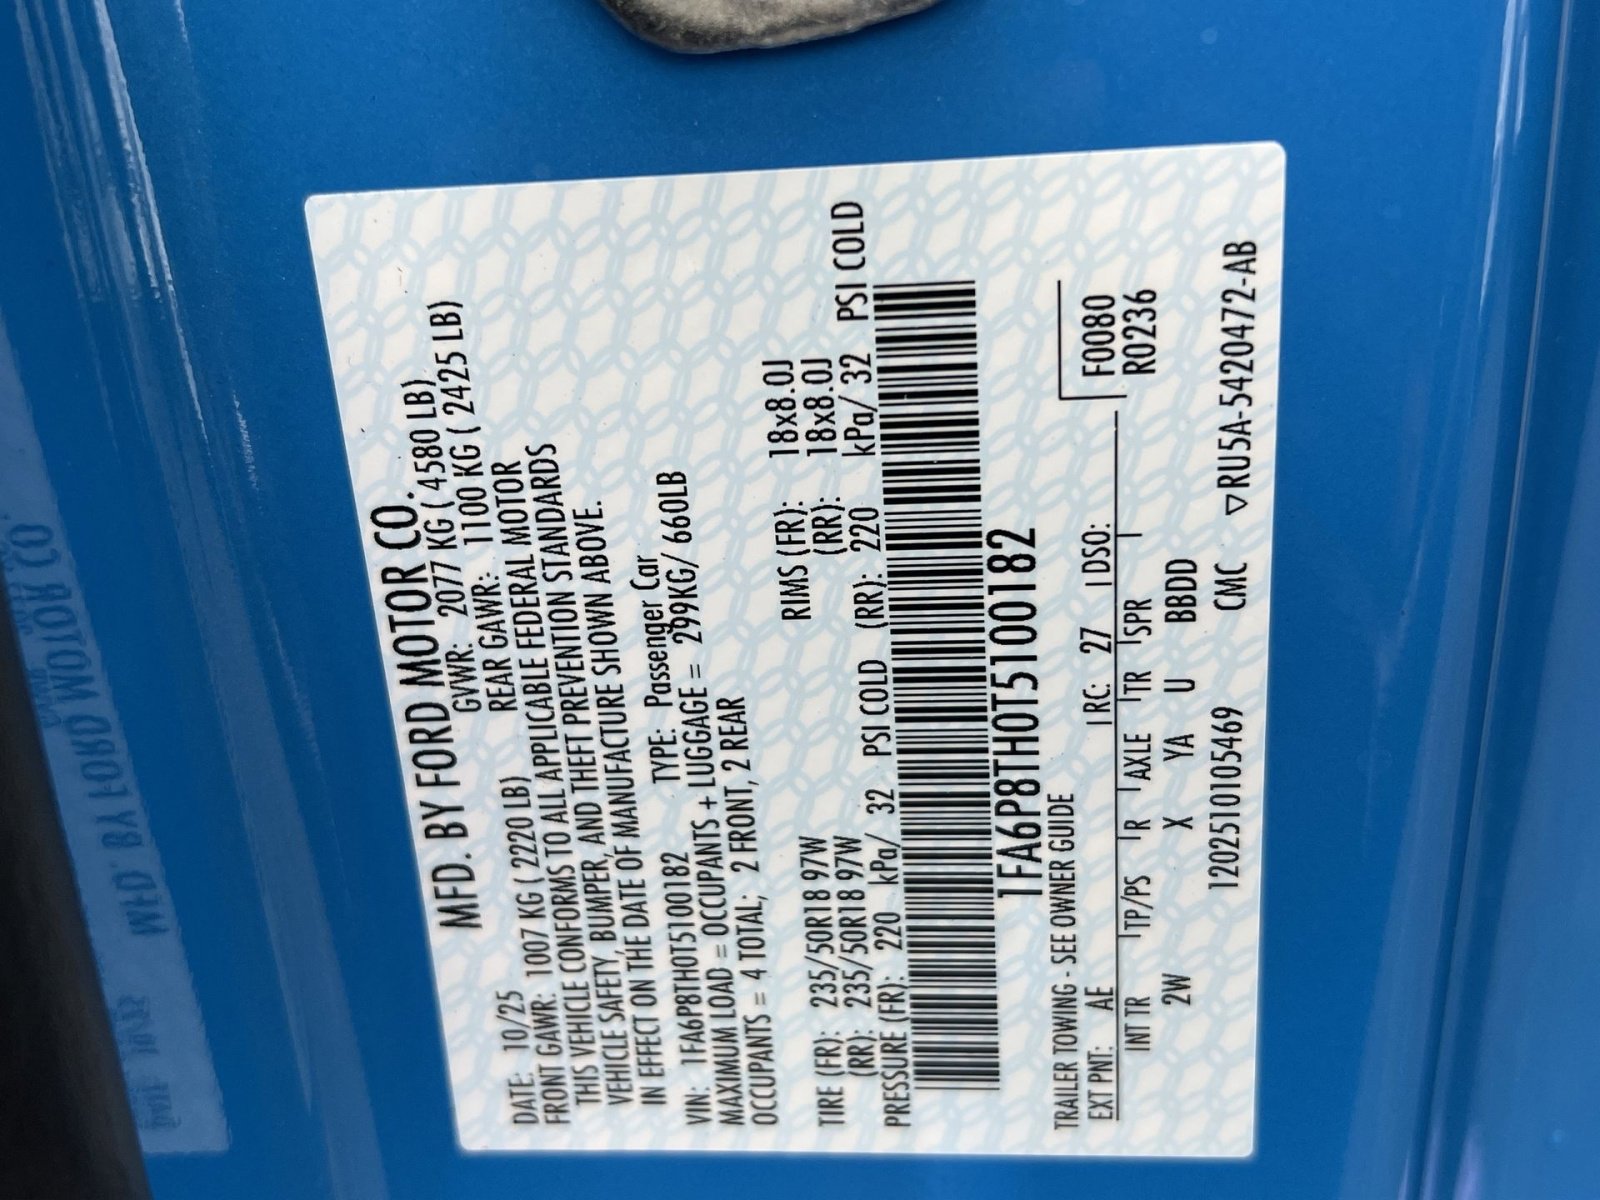 MFD. BY FORD MOTOR CO.
DATE: 10/25 GVWR: 2077 KG ( 4580 LB)
FRONT GAWR: 1007 KG ( 2220 LB) REAR GAWR: 1100 KG ( 2425 LB)
THIS VEHICLE CONFORMS TO ALL APPLICABLE FEDERAL MOTOR
VEHICLE SAFETY, BUMPER, AND THEFT PREVENTION STANDARDS
IN EFFECT ON THE DATE OF MANUFACTURE SHOWN ABOVE.
VIN: 1FA6P8TH0T5100182 TYPE: Passenger Car
MAXIMUM LOAD = OCCUPANTS + LUGGAGE = 299KG/ 660LB
OCCUPANTS = 4 TOTAL; 2 FRONT, 2 REAR
TIRE (FR): 235/50R18 97W RIMS (FR): 18x8.0J
(RR): 235/50R18 97W (RR): 18x8.0J
PRESSURE (FR): 220 kPa/ 32 PSI COLD (RR): 220 kPa/ 32 PSI COLD
1FA6P8TH0T5100182
TRAILER TOWING - SEE OWNER GUIDE
EXT PNT: AE RC: 27 DSO:
F0080
R0236
INT TR TP/PS R AXLE TR SPR
2W X YA U BBDD
120251010105469 CMC ▽RU5A-5420472-AB